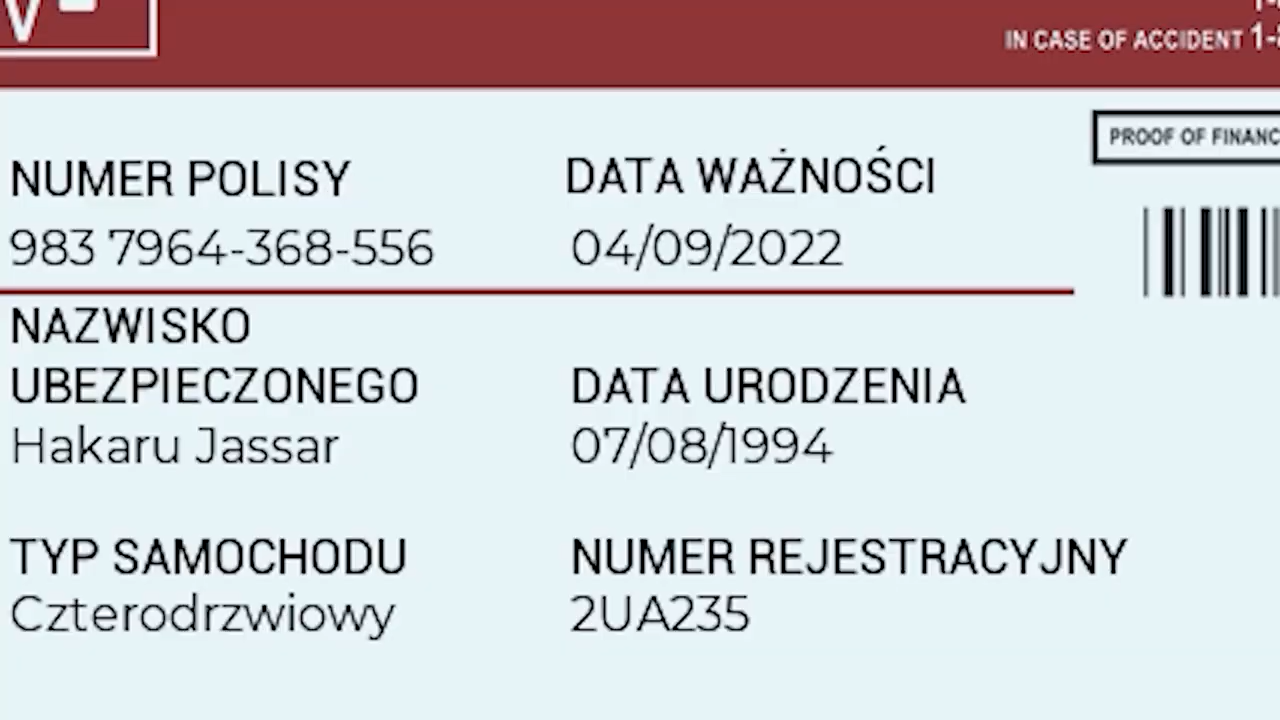 IN CASE OF ACCIDENT
PROOF OF
NUMER POLISY
DATA WAŻNOŚCI
983 7964-368-556
04/09/2022
NAZWISKO
UBEZPIECZONEGO
DATA URODZENIA
Hakaru Jassar
07/08/1994
TYP SAMOCHODU
NUMER REJESTRACYJNY
Czterodrzwiowy
2UA235